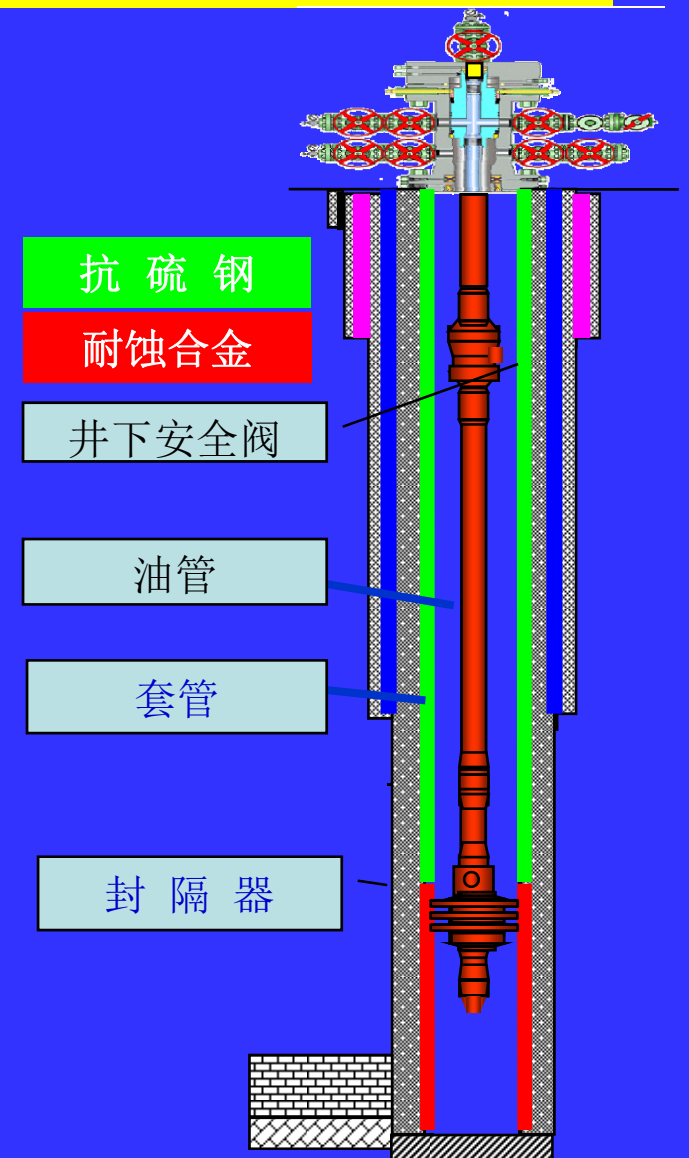 抗 硫 钢
耐蚀合金
井下安全阀
油管
套管
封 隔 器